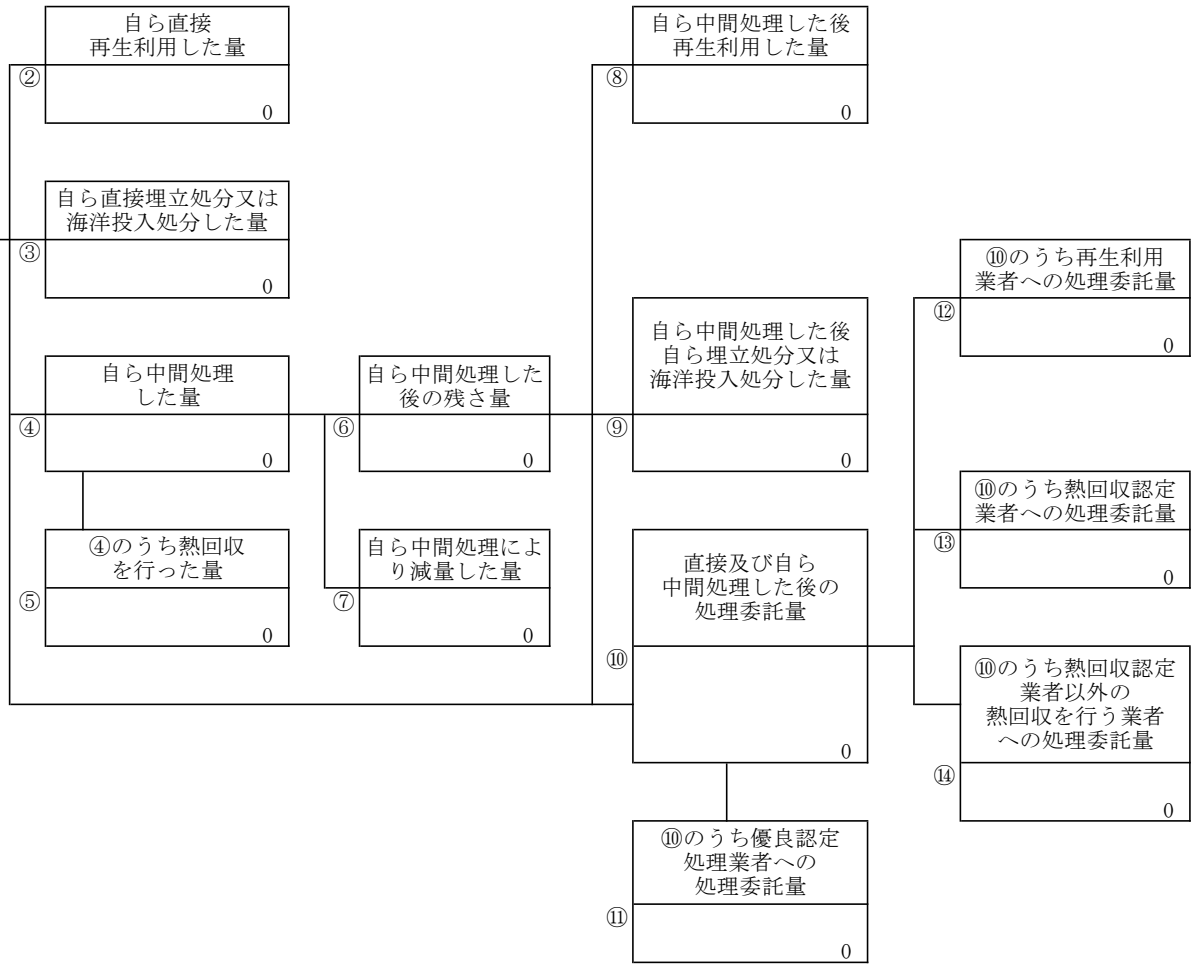 自ら直接
再生利用した量
②
0
自ら直接埋立処分又は
海洋投入処分した量
③
0
自ら中間処理
した量
④
0
④のうち熱回収
を行った量
⑤
0
自ら中間処理した
後の残さ量
⑥
0
自ら中間処理によ
り減量した量
⑦
0
自ら中間処理した後
再生利用した量
⑧
0
自ら中間処理した後
自ら埋立処分又は
海洋投入処分した量
⑨
0
直接及び自ら
中間処理した後の
処理委託量
⑩
0
⑩のうち優良認定
処理業者への
処理委託量
⑪
0
⑩のうち再生利用
業者への処理委託量
⑫
0
⑩のうち熱回収認定
業者への処理委託量
⑬
0
⑩のうち熱回収認定
業者以外の
熱回収を行う業者
への処理委託量
⑭
0